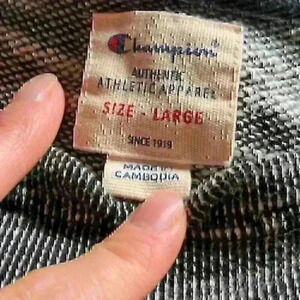 Champion
AUTHENTIC
ATHLETIC APPAREL
SIZE - LARGE
SINCE 1919
MADE IN
CAMBODIA